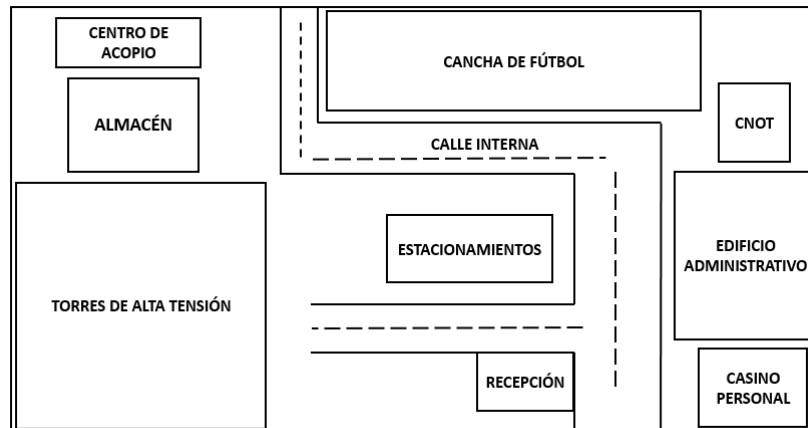 CENTRO DE
ACOPIO
CANCHA DE FÚTBOL
ALMACÉN
CNOT
CALLE INTERNA
ESTACIONAMIENTOS
EDIFICIO
ADMINISTRATIVO
TORRES DE ALTA TENSIÓN
RECEPCIÓN
CASINO
PERSONAL